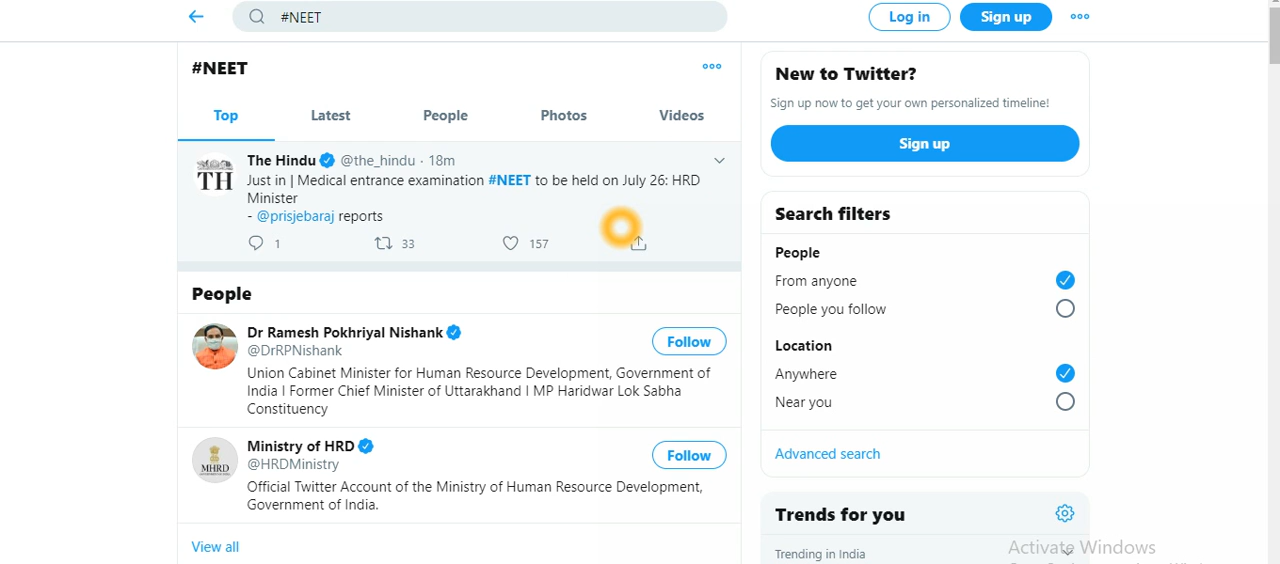 #NEET
Log in
Sign up
#NEET
Top
Latest
People
Photos
Videos
TH
The Hindu @the_hindu · 18m
Just in | Medical entrance examination #NEET to be held on July 26: HRD
Minister
- @prisjebaraj reports
1
33
157
People
Dr Ramesh Pokhriyal Nishank
@DrRPNishank
Follow
Union Cabinet Minister for Human Resource Development, Government of
India I Former Chief Minister of Uttarakhand I MP Haridwar Lok Sabha
Constituency
MHRD
Ministry of HRD
@HRDMinistry
Follow
Official Twitter Account of the Ministry of Human Resource Development,
Government of India.
View all
New to Twitter?
Sign up now to get your own personalized timeline!
Sign up
Search filters
People
From anyone
People you follow
Location
Anywhere
Near you
Advanced search
Trends for you
Trending in India
Activate Windows